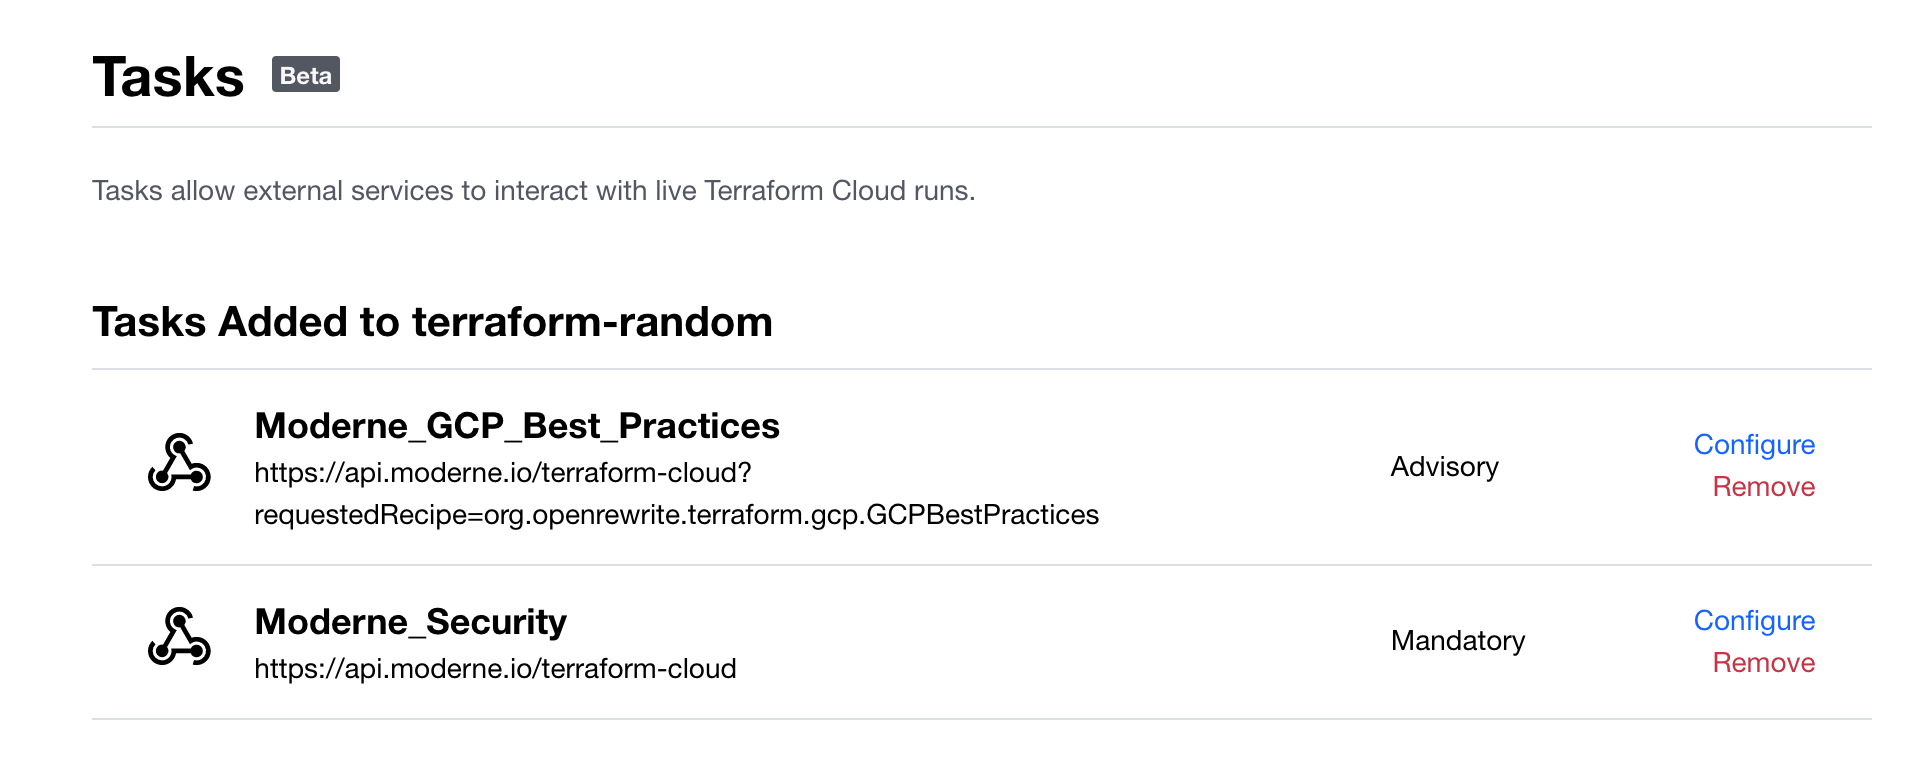 Tasks Beta
Tasks allow external services to interact with live Terraform Cloud runs.
Tasks Added to terraform-random
Moderne_GCP_Best_Practices
https://api.moderne.io/terraform-cloud?
requestedRecipe=org.openrewrite.terraform.gcp.GCPBestPractices
Advisory
Configure
Remove
Moderne_Security
https://api.moderne.io/terraform-cloud
Mandatory
Configure
Remove